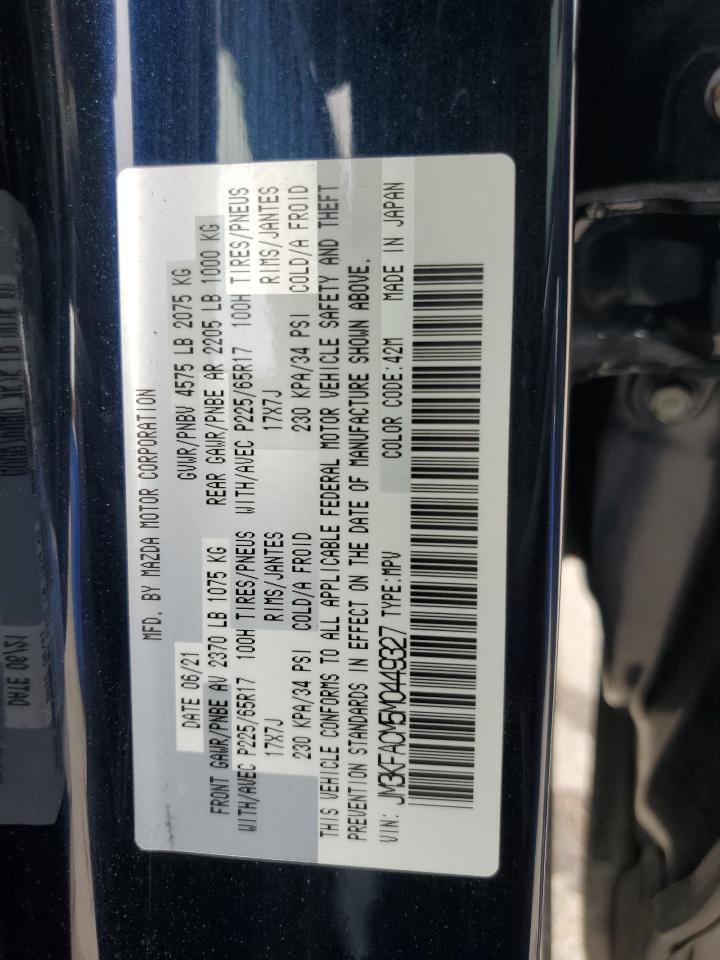 MFD. BY MAZDA MOTOR CORPORATION
DATE 06/21 GVWR/PNBV 4575 LB 2075 KG
FRONT GAWR/PNBE AV 2370 LB 1075 KG REAR GAWR/PNBE AR 2205 LB 1000 KG
WITH/AVEC P225/65R17 100H TIRES/PNEUS WITH/AVEC P225/65R17 100H TIRES/PNEUS
17X7J RIMS/JANTES 17X7J RIMS/JANTES
230 KPA/34 PSI COLD/A FROID 230 KPA/34 PSI COLD/A FROID
THIS VEHICLE CONFORMS TO ALL APPLICABLE FEDERAL MOTOR VEHICLE SAFETY AND THEFT
PREVENTION STANDARDS IN EFFECT ON THE DATE OF MANUFACTURE SHOWN ABOVE.
VIN: JM3KFACM5M0449327 TYPE:MPV COLOR CODE:42M MADE IN JAPAN